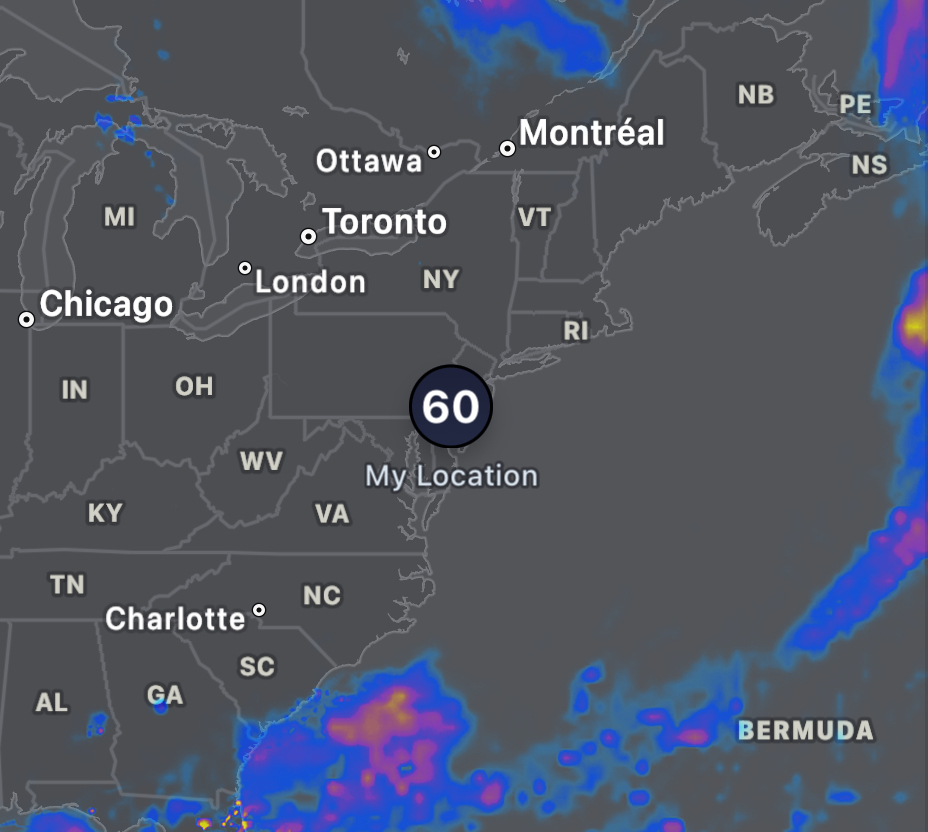 NB
PE
Montréal
Ottawa
NS
MI
Toronto
VT
London
NY
Chicago
RI
IN
OH
60
WV
My Location
KY
VA
TN
NC
Charlotte
SC
AL
GA
BERMUDA